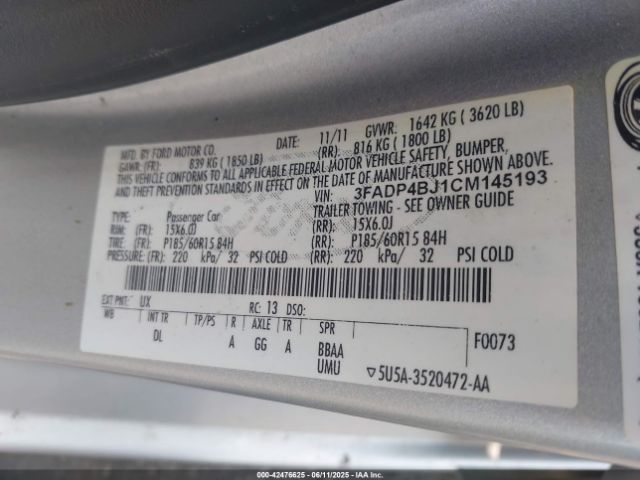 MFD. BY FORD MOTOR CO.
DATE: 11/11 GVWR: 1642 KG ( 3620 LB)
GAWR: (FR): 839 KG ( 1850 LB) (RR): 816 KG ( 1800 LB)
THIS VEHICLE CONFORMS TO ALL APPLICABLE FEDERAL MOTOR VEHICLE SAFETY, BUMPER,
AND THEFT PREVENTION STANDARDS IN EFFECT ON THE DATE OF MANUFACTURE SHOWN ABOVE.
VIN: 3FADP4BJ1CM145193
TYPE: Passenger Car TRAILER TOWING - SEE OWNER GUIDE
RIM: (FR): 15X6.0J (RR): 15X6.0J
TIRE: (FR): P185/60R15 84H (RR): P185/60R15 84H
PRESSURE: (FR): 220 kPa/ 32 PSI COLD (RR): 220 kPa/ 32 PSI COLD
EXT PNT: UX RC: 13 DSO:
WB INT TR TP/PS R AXLE TR SPR F0073
DL A GG A BBAA
UMU ▽5U5A-3520472-AA
00-42476625 - 06/11/2025 - IAA Inc.